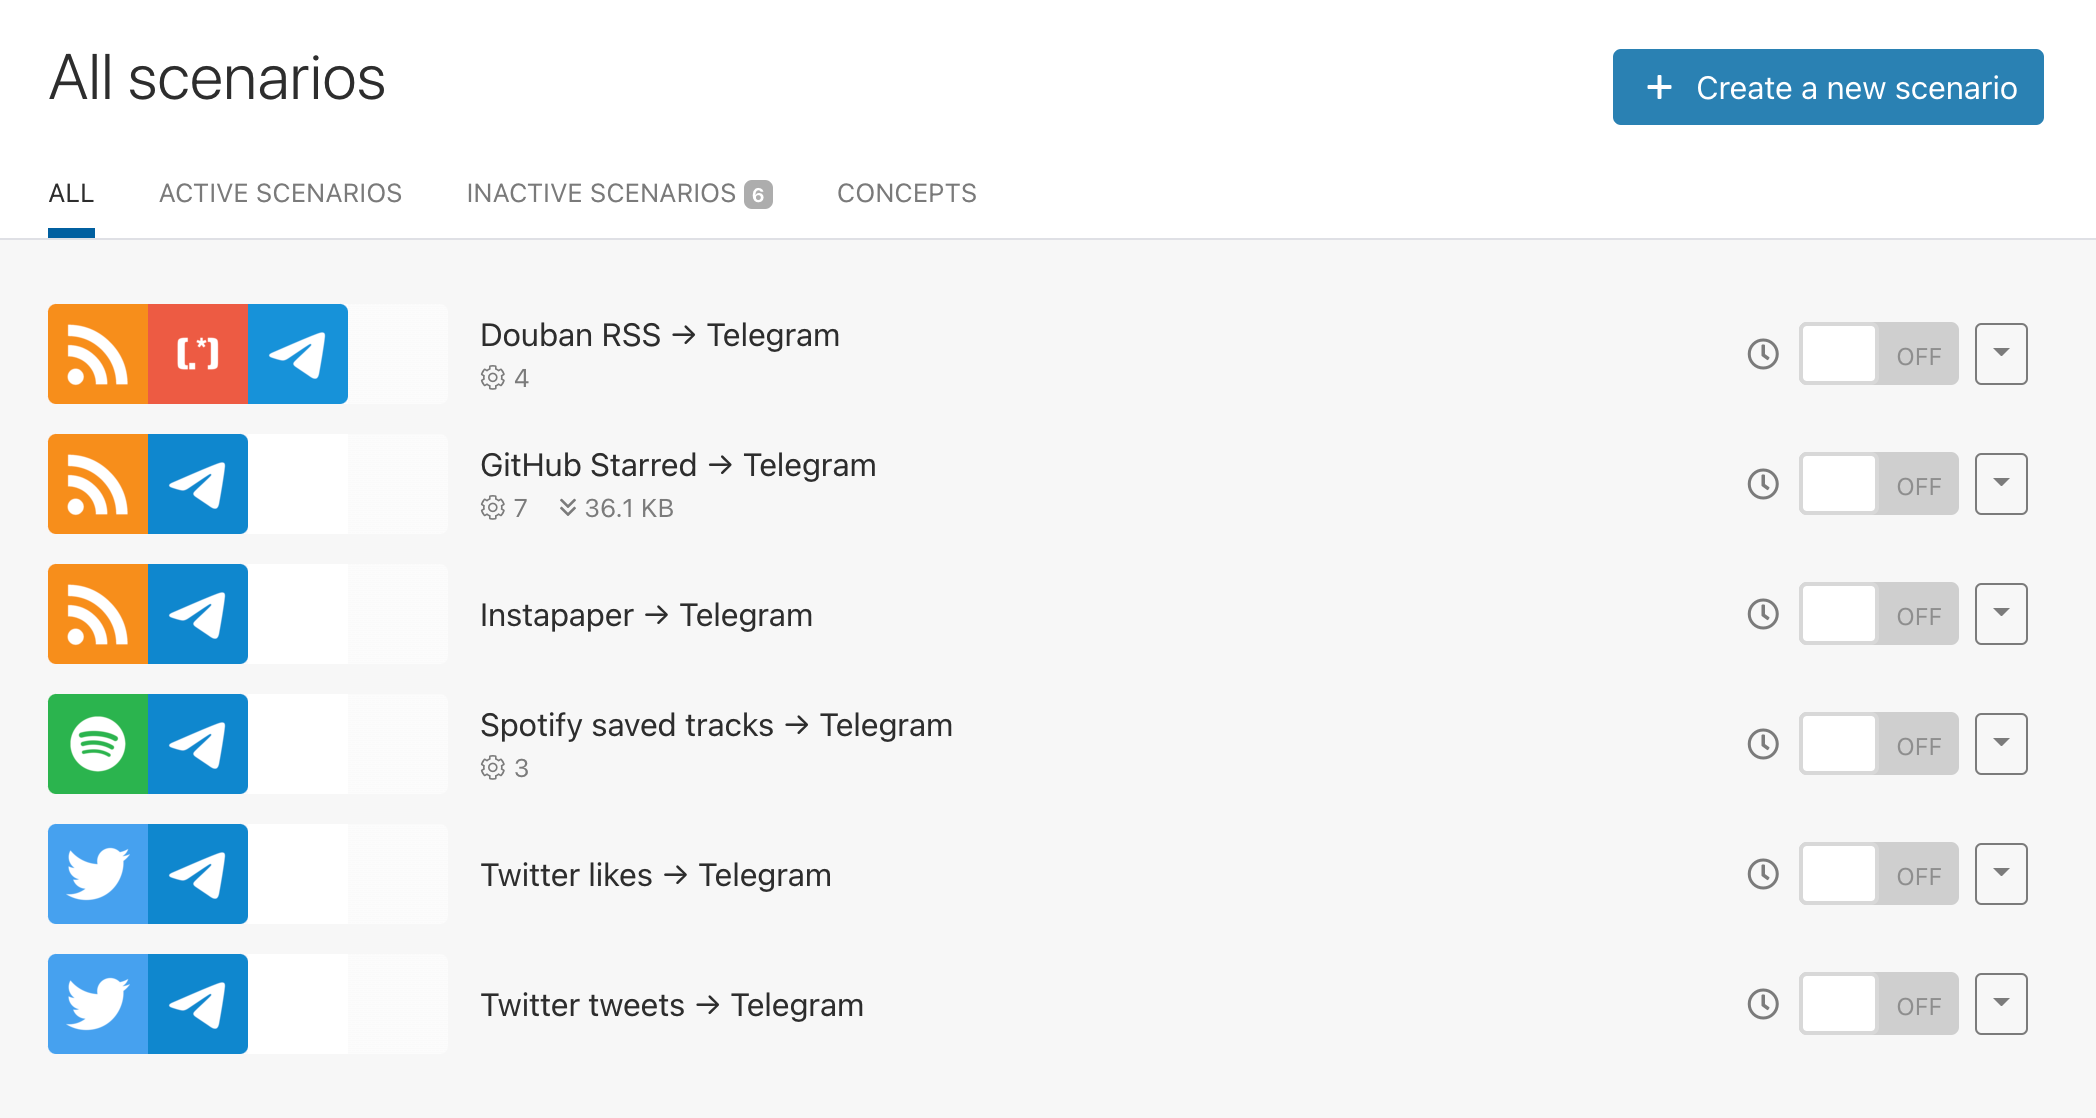 All scenarios
+ Create a new scenario
ALL
ACTIVE SCENARIOS
INACTIVE SCENARIOS 6
CONCEPTS
[.*]
Douban RSS → Telegram
4
OFF
GitHub Starred → Telegram
7
36.1 KB
OFF
Instapaper → Telegram
OFF
Spotify saved tracks → Telegram
3
OFF
Twitter likes → Telegram
OFF
Twitter tweets → Telegram
OFF